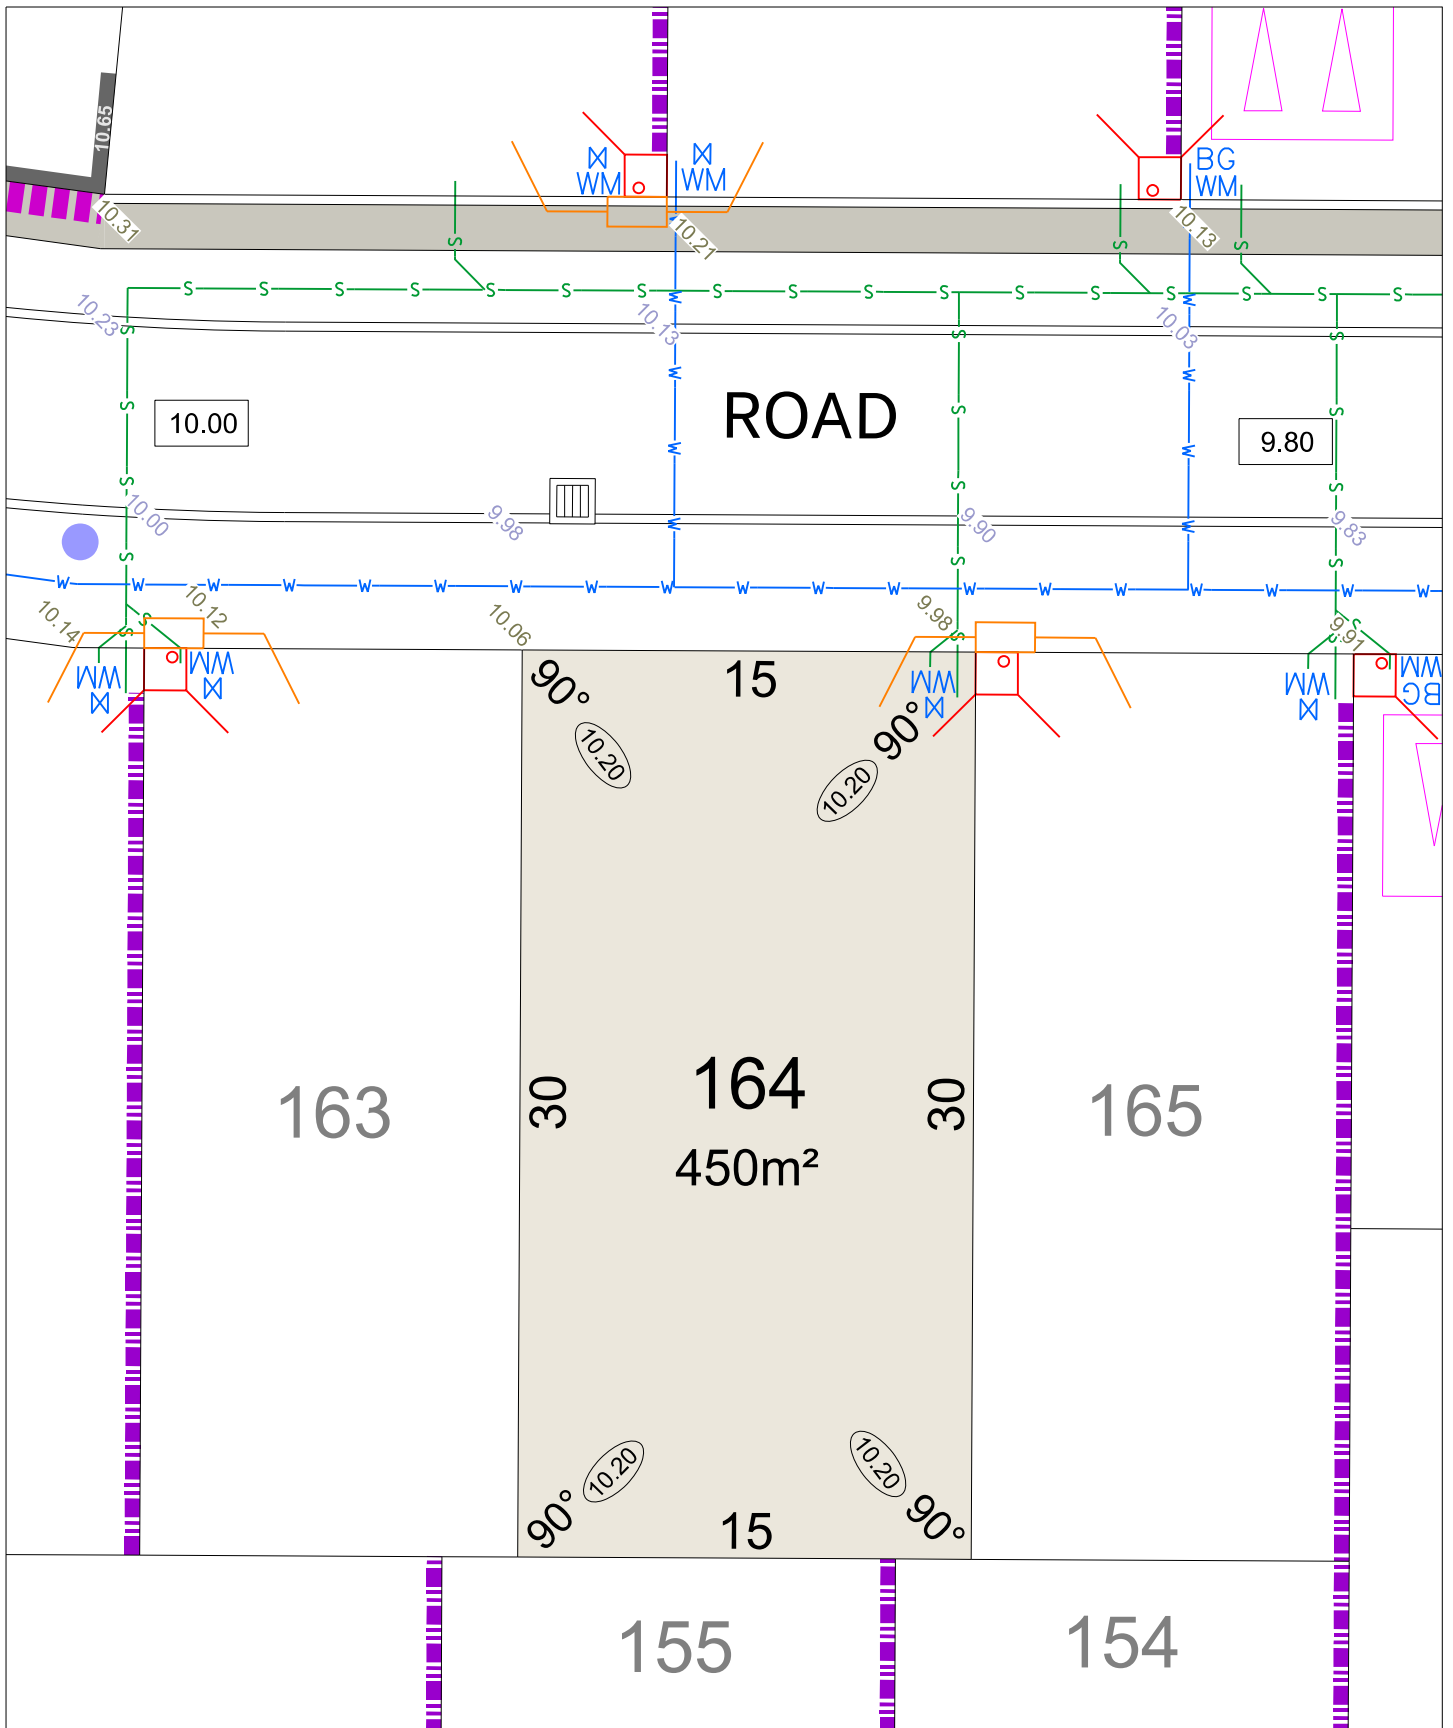 10.65
WM
WM
BG
WM
10.31
10.21
10.13
S
S
S
S S S S S S S S S S S S S S S S S
10.23
10.13
10.03
W
W
S
S
S
W
W
ROAD
10.00
9.80
S
S
S
W
W
S
S
S
10.00
9.98
9.90
9.83
W
W
S
S
S
W W W W W W W W W W W W W W W W W W W
10.14
10.12
10.06
9.98
9.91
S
S
S
S
S
WM
WM
WM
WM
WM
BG
90°
15
90°
10.20
10.20
163
30
164
30
165
450m²
10.20
10.20
90°
15
90°
155
154